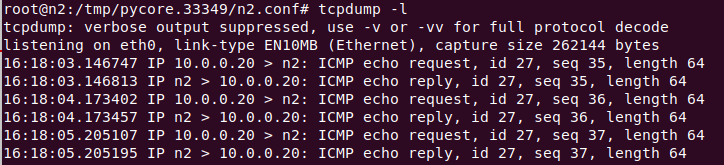 root@n2:/tmp/pycore.33349/n2.conf# tcpdump -l
tcpdump: verbose output suppressed, use -v or -vv for full protocol decode
listening on eth0, link-type EN10MB (Ethernet), capture size 262144 bytes
16:18:03.146747 IP 10.0.0.20 > n2: ICMP echo request, id 27, seq 35, length 64
16:18:03.146813 IP n2 > 10.0.0.20: ICMP echo reply, id 27, seq 35, length 64
16:18:04.173402 IP 10.0.0.20 > n2: ICMP echo request, id 27, seq 36, length 64
16:18:04.173457 IP n2 > 10.0.0.20: ICMP echo reply, id 27, seq 36, length 64
16:18:05.205107 IP 10.0.0.20 > n2: ICMP echo request, id 27, seq 37, length 64
16:18:05.205195 IP n2 > 10.0.0.20: ICMP echo reply, id 27, seq 37, length 64